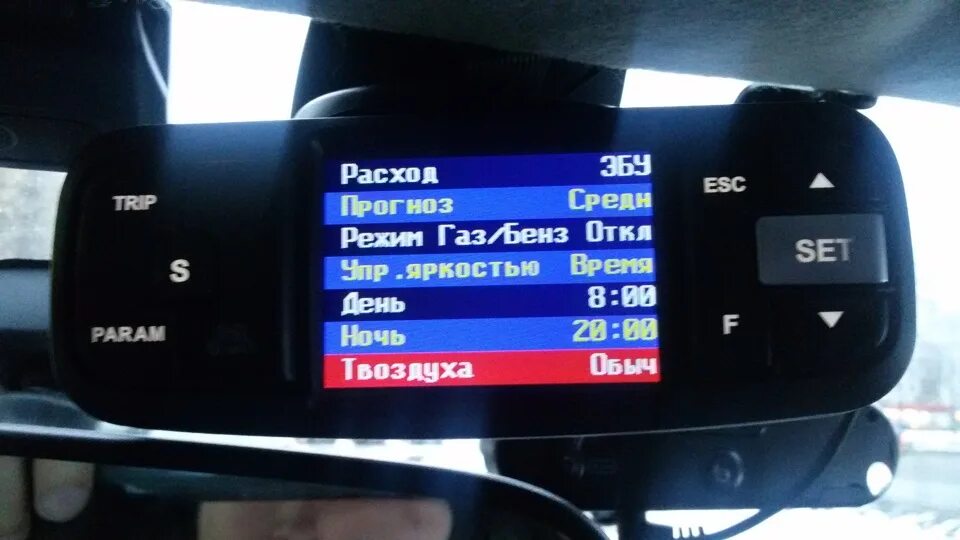 TRIP
S
PARAM
Расход ЭБУ
Прогноз Средн
Режим Газ/Бенз Откл
Упр.яркостью Время
День 8:00
Ночь 20:00
Твоздуха Обыч
ESC
SET
F